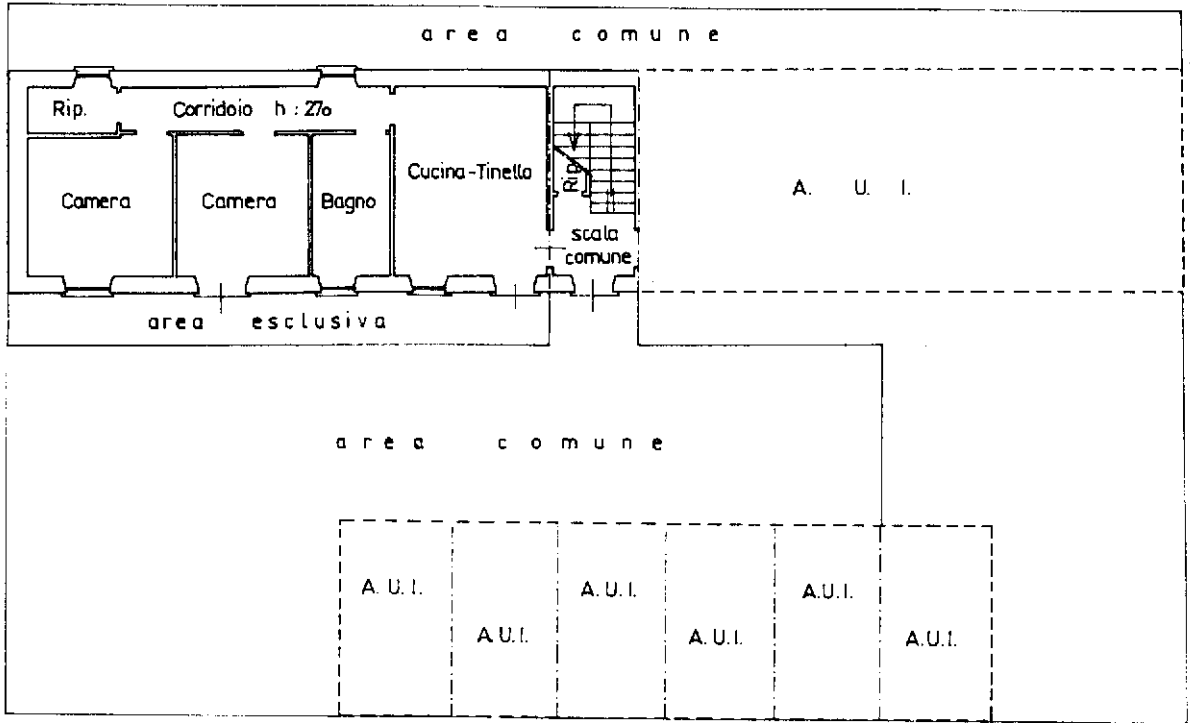 area comune
Rip.
Corridoio h : 270
Camera
Camera
Bagno
Cucina-Tinello
Rip.
scala
comune
A. U. I.
area esclusiva
area comune
A. U. I.
A. U. I.
A. U. I.
A. U. I.
A. U. I.
A. U. I.